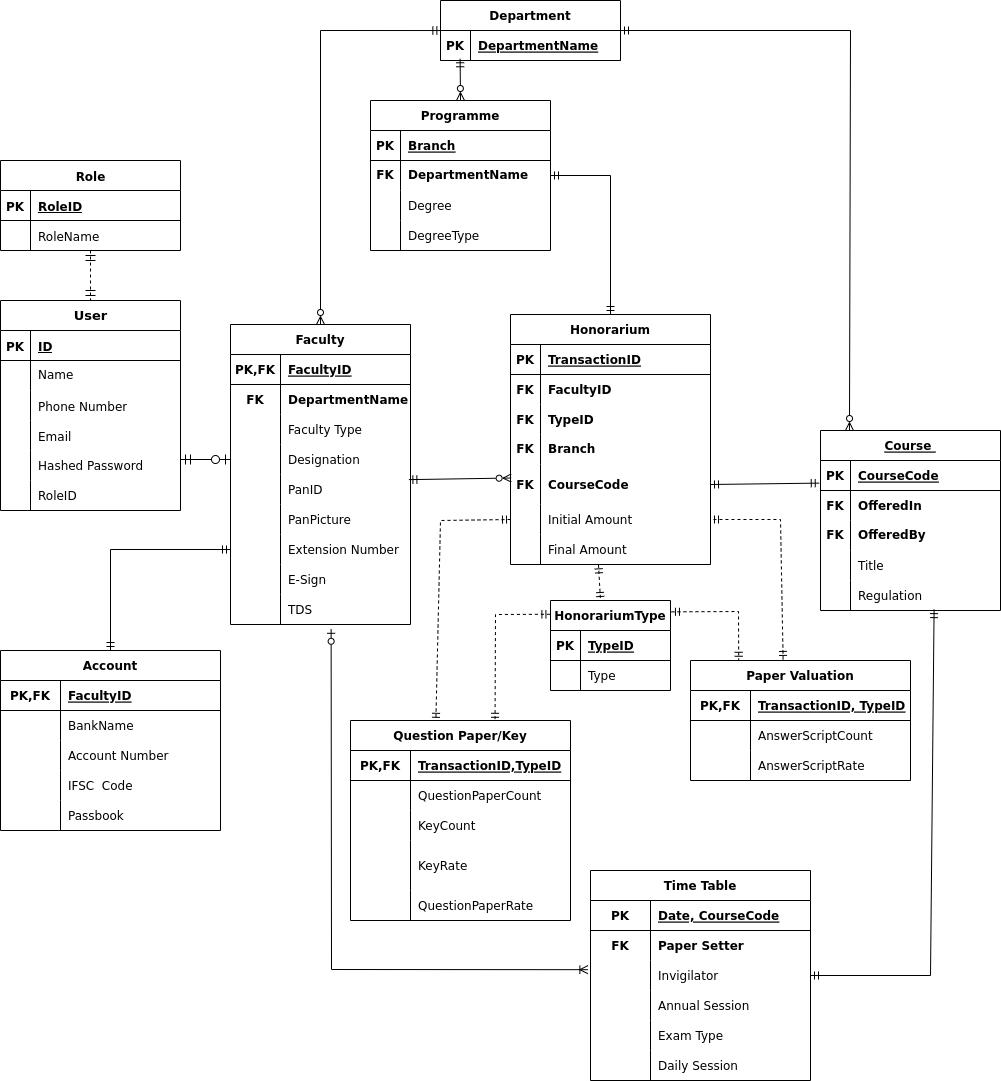 Department
PK DepartmentName
Programme
PK Branch
FK DepartmentName
Degree
DegreeType
Role
PK RoleID
RoleName
User
PK ID
Name
Phone Number
Email
Hashed Password
RoleID
Faculty
PK,FK FacultyID
FK DepartmentName
Faculty Type
Designation
PanID
PanPicture
Extension Number
E-Sign
TDS
Honorarium
PK TransactionID
FK FacultyID
FK TypeID
FK Branch
FK CourseCode
Initial Amount
Final Amount
Course
PK CourseCode
FK OfferedIn
FK OfferedBy
Title
Regulation
HonorariumType
PK TypeID
Type
Account
PK,FK FacultyID
BankName
Account Number
IFSC Code
Passbook
Paper Valuation
PK,FK TransactionID, TypeID
AnswerScriptCount
AnswerScriptRate
Question Paper/Key
PK,FK TransactionID,TypeID
QuestionPaperCount
KeyCount
KeyRate
QuestionPaperRate
Time Table
PK Date, CourseCode
FK Paper Setter
Invigilator
Annual Session
Exam Type
Daily Session